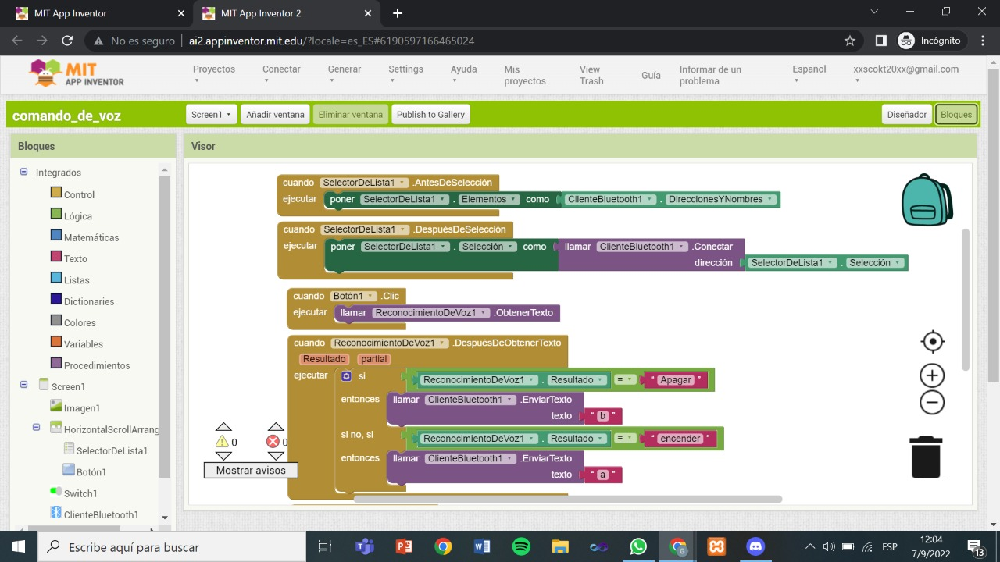 MIT App Inventor
MIT App Inventor 2
No es seguro
ai2.appinventor.mit.edu/?locale=es_ES#6190597166465024
Incógnito
MIT
APP INVENTOR
Proyectos
Conectar
Generar
Settings
Ayuda
Mis proyectos
View Trash
Guía
Informar de un problema
Español
xxscokt20xx@gmail.com
comando_de_voz
Screen1
Añadir ventana
Eliminar ventana
Publish to Gallery
Diseñador
Bloques
Bloques
Integrados
Control
Lógica
Matemáticas
Texto
Listas
Dictionaries
Colores
Variables
Procedimientos
Screen1
Imagen1
HorizontalScrollArrang
SelectorDeLista1
Botón1
Switch1
ClienteBluetooth1
Visor
cuando SelectorDeLista1 .AntesDeSelección
ejecutar poner SelectorDeLista1 . Elementos como ClienteBluetooth1 . DireccionesYNombres
cuando SelectorDeLista1 .DespuésDeSelección
ejecutar poner SelectorDeLista1 . Selección como llamar ClienteBluetooth1 .Conectar
dirección SelectorDeLista1 . Selección
cuando Botón1 .Clic
ejecutar llamar ReconocimientoDeVoz1 .ObtenerTexto
cuando ReconocimientoDeVoz1 .DespuésDeObtenerTexto
Resultado partial
ejecutar si ReconocimientoDeVoz1 . Resultado = " Apagar "
entonces llamar ClienteBluetooth1 .EnviarTexto
texto " b "
si no, si ReconocimientoDeVoz1 . Resultado = " encender "
entonces llamar ClienteBluetooth1 .EnviarTexto
texto " a "
0 0
Mostrar avisos
Escribe aquí para buscar
ESP
12:04
7/9/2022
13